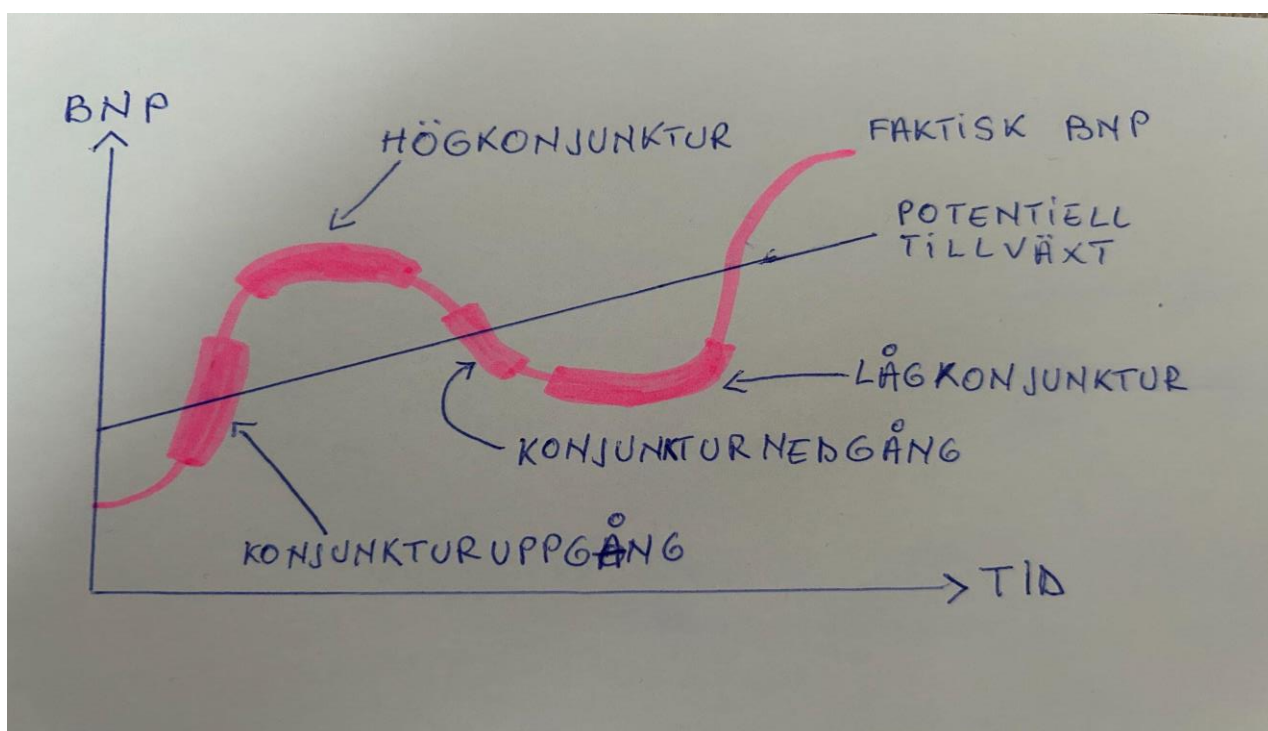 BNP
HÖGKONJUNKTUR
FAKTISK BNP
POTENTIELL
TILLVÄXT
LÅGKONJUNKTUR
KONJUNKTURNEDGÅNG
KONJUNKTURUPPGÅNG
TID